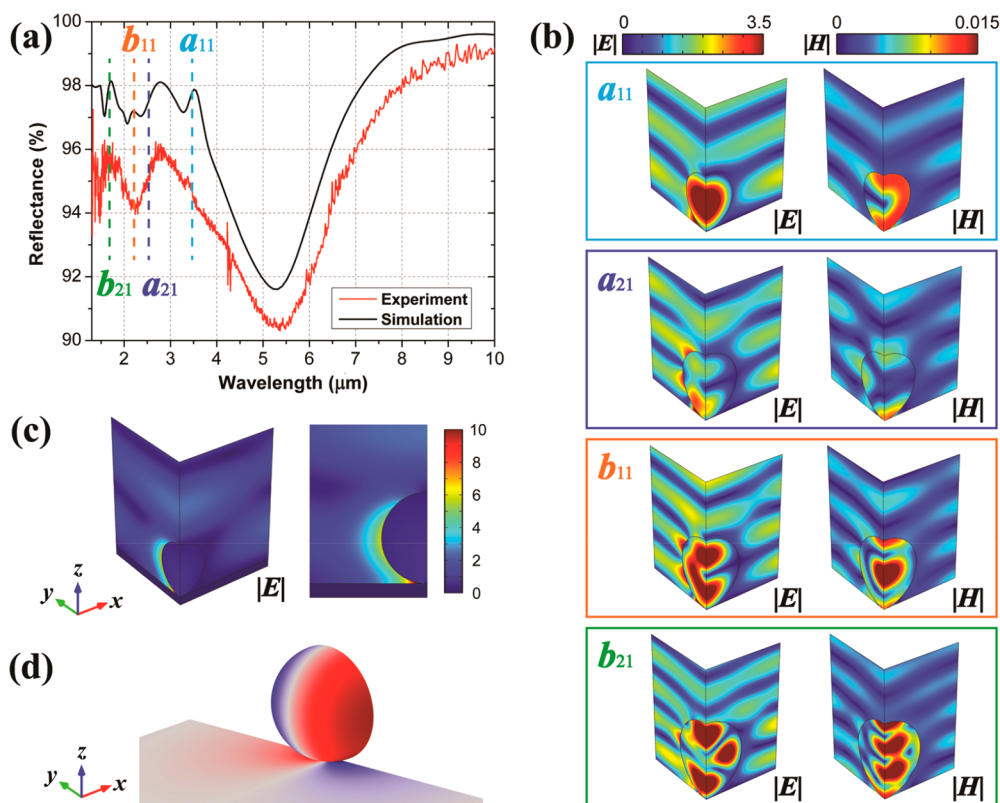 (a)
100
98
96
94
92
90
Reflectance (%)
b11
a11
b21
a21
Experiment
Simulation
2
3
4
5
6
7
8
9
10
Wavelength (μm)
(b)
|E|
0
3.5
|H|
0
0.015
a11
|E|
|H|
a21
|E|
|H|
b11
|E|
|H|
b21
|E|
|H|
(c)
|E|
10
8
6
4
2
0
z
y
x
(d)
z
y
x